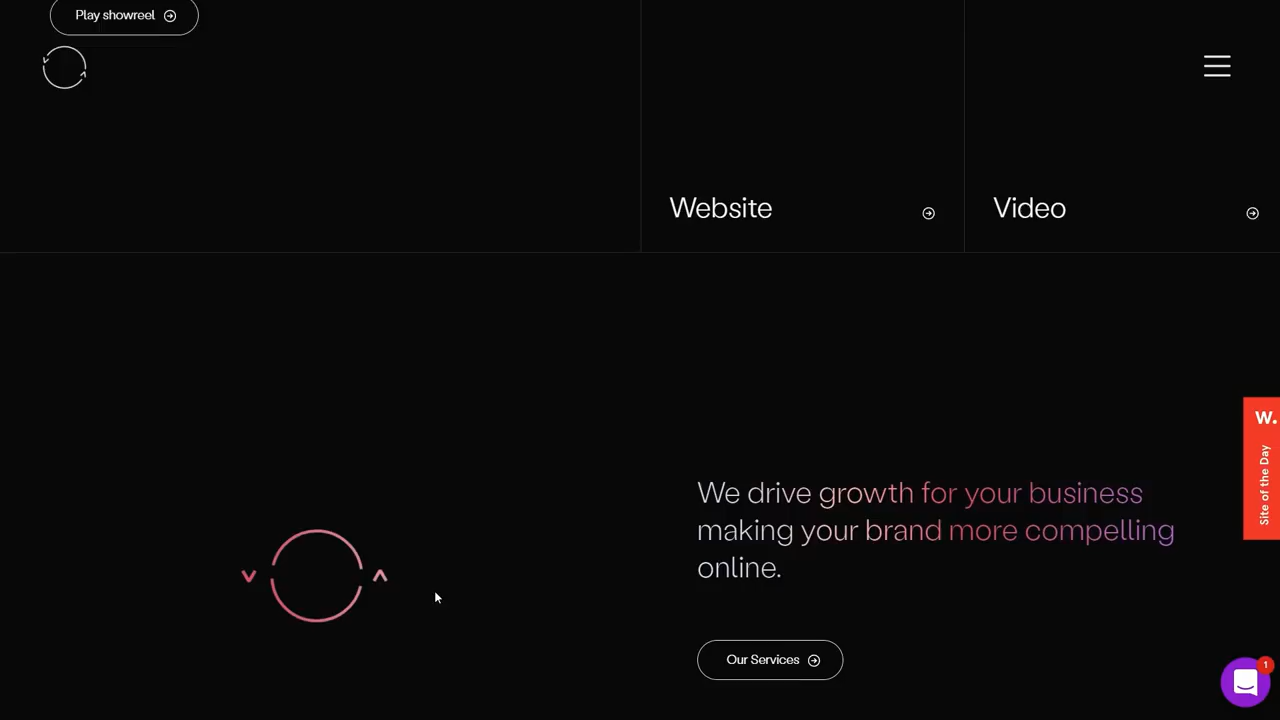 Play showreel
Website
Video
We drive growth for your business
making your brand more compelling
online.
Our Services
W.
Site of the Day
1